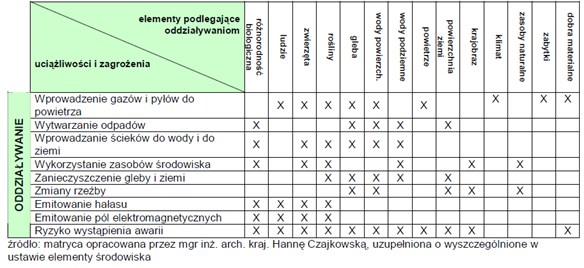 elementy podlegające
oddziaływaniom
uciążliwości i zagrożenia
różnorodność
biologiczna
ludzie
zwierzęta
rośliny
gleba
wody powierzch.
wody podziemne
powietrze
powierzchnia
ziemi
krajobraz
klimat
zasoby naturalne
zabytki
dobra materialne
ODDZIAŁYWANIE
Wprowadzenie gazów i pyłów do
powietrza X X X X X X X X X
Wytwarzanie odpadów X X X X X
Wprowadzanie ścieków do wody i do
ziemi X X X X X X
Wykorzystanie zasobów środowiska X X X X X X
Zanieczyszczenie gleby i ziemi X X X X X
Zmiany rzeźby X X X X
Emitowanie hałasu X X X X
Emitowanie pól elektromagnetycznych X X X X
Ryzyko wystąpienia awarii X X X X X X X X X X X
źródło: matryca opracowana przez mgr inż. arch. kraj. Hannę Czajkowską, uzupełniona o wyszczególnione w
ustawie elementy środowiska